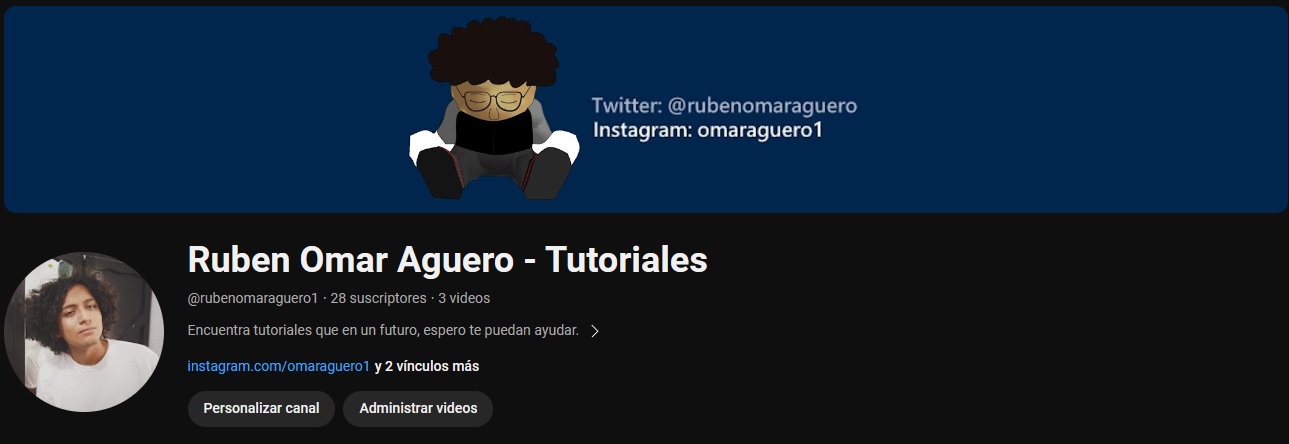 Twitter: @rubenomaraguero
Instagram: omaraguero1
Ruben Omar Aguero - Tutoriales
@rubenomaraguero1 · 28 suscriptores · 3 videos
Encuentra tutoriales que en un futuro, espero te puedan ayudar.
instagram.com/omaraguero1 y 2 vínculos más
Personalizar canal Administrar videos